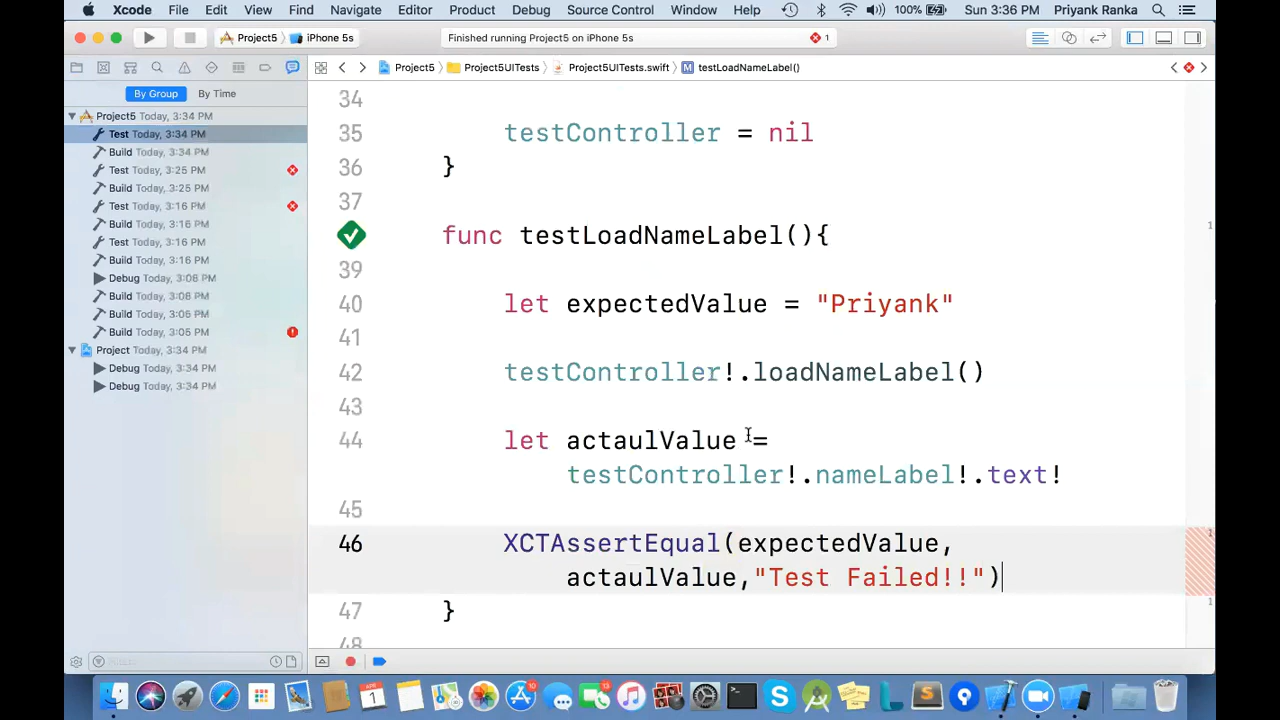 Xcode File Edit View Find Navigate Editor Product Debug Source Control Window Help 100% Sun 3:36 PM Priyank Ranka
Project5 iPhone 5s Finished running Project5 on iPhone 5s 1
Project5 Project5UITests Project5UITests.swift M testLoadNameLabel()
By Group By Time
Project5 Today, 3:34 PM
Test Today, 3:34 PM
Build Today, 3:34 PM
Test Today, 3:25 PM
Build Today, 3:25 PM
Test Today, 3:16 PM
Build Today, 3:16 PM
Test Today, 3:16 PM
Build Today, 3:16 PM
Debug Today, 3:06 PM
Build Today, 3:06 PM
Build Today, 3:06 PM
Build Today, 3:05 PM
Project Today, 3:34 PM
Debug Today, 3:34 PM
Debug Today, 3:34 PM
34
35 testController = nil
36 }
37
func testLoadNameLabel(){
39
40 let expectedValue = "Priyank"
41
42 testController!.loadNameLabel()
43
44 let actaulValue =
testController!.nameLabel!.text!
45
46 XCTAssertEqual(expectedValue,
actaulValue,"Test Failed!!")
47 }
48